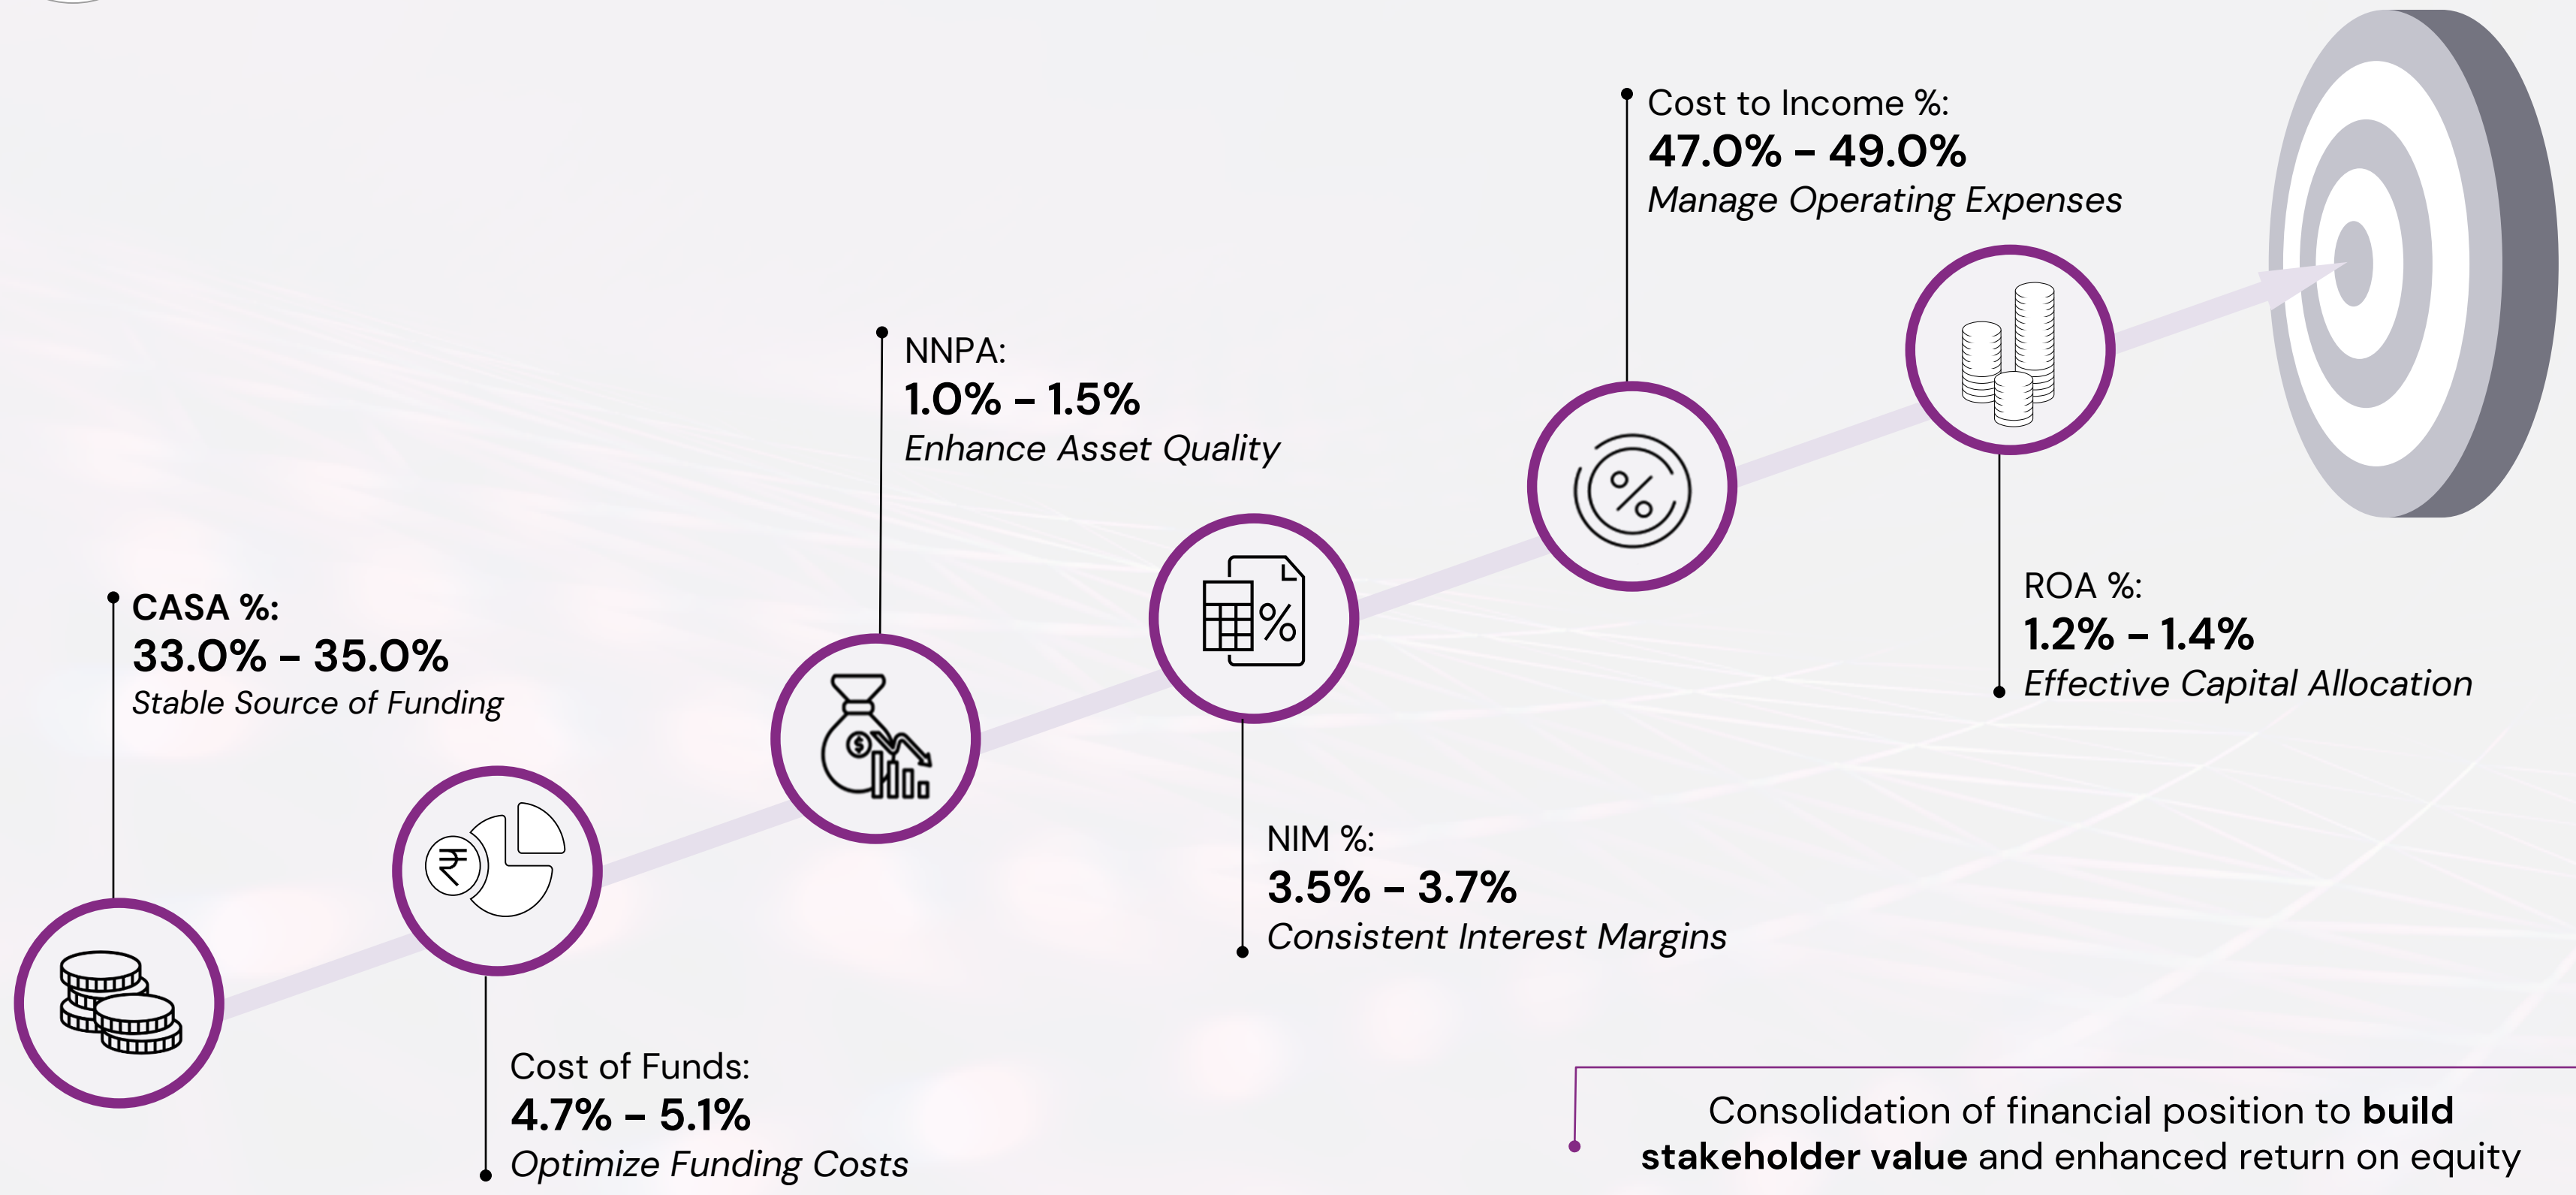 CASA %:
33.0% – 35.0%
Stable Source of Funding
Cost of Funds:
4.7% – 5.1%
Optimize Funding Costs
NNPA:
1.0% – 1.5%
Enhance Asset Quality
NIM %:
3.5% – 3.7%
Consistent Interest Margins
Cost to Income %:
47.0% – 49.0%
Manage Operating Expenses
ROA %:
1.2% – 1.4%
Effective Capital Allocation
Consolidation of financial position to build
stakeholder value and enhanced return on equity